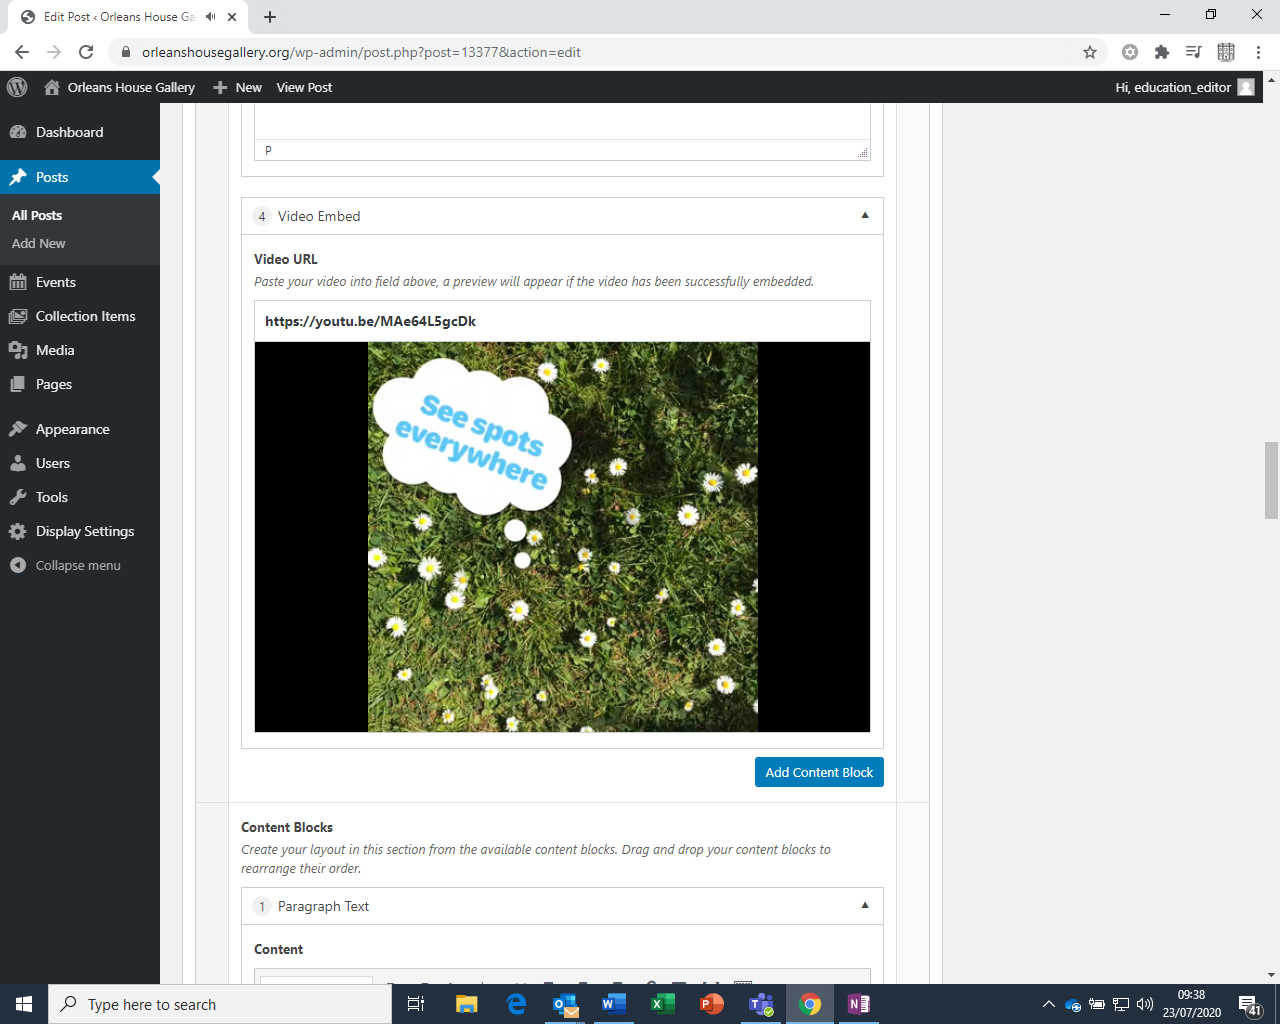 Edit Post ‹ Orleans House Ga
orleanshousegallery.org/wp-admin/post.php?post=13377&action=edit
Orleans House Gallery
New
View Post
Hi, education_editor
Dashboard
Posts
All Posts
Add New
Events
Collection Items
Media
Pages
Appearance
Users
Tools
Display Settings
Collapse menu
P
4 Video Embed
Video URL
Paste your video into field above, a preview will appear if the video has been successfully embedded.
https://youtu.be/MAe64L5gcDk
See spots
everywhere
Add Content Block
Content Blocks
Create your layout in this section from the available content blocks. Drag and drop your content blocks to
rearrange their order.
1 Paragraph Text
Content
Type here to search
09:38
23/07/2020
41